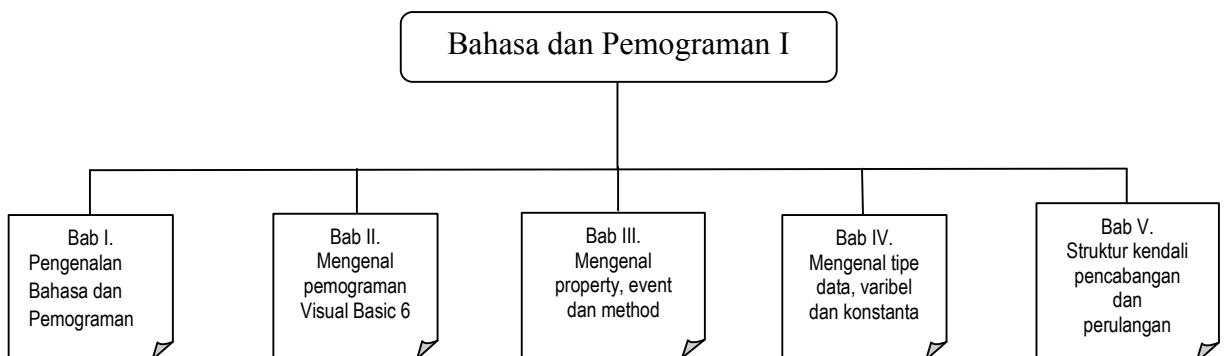 Bahasa dan Pemograman I
Bab I.
Pengenalan
Bahasa dan
Pemograman
Bab II.
Mengenal
pemograman
Visual Basic 6
Bab III.
Mengenal
property, event
dan method
Bab IV.
Mengenal tipe
data, varibel
dan konstanta
Bab V.
Struktur kendali
pencabangan
dan
perulangan